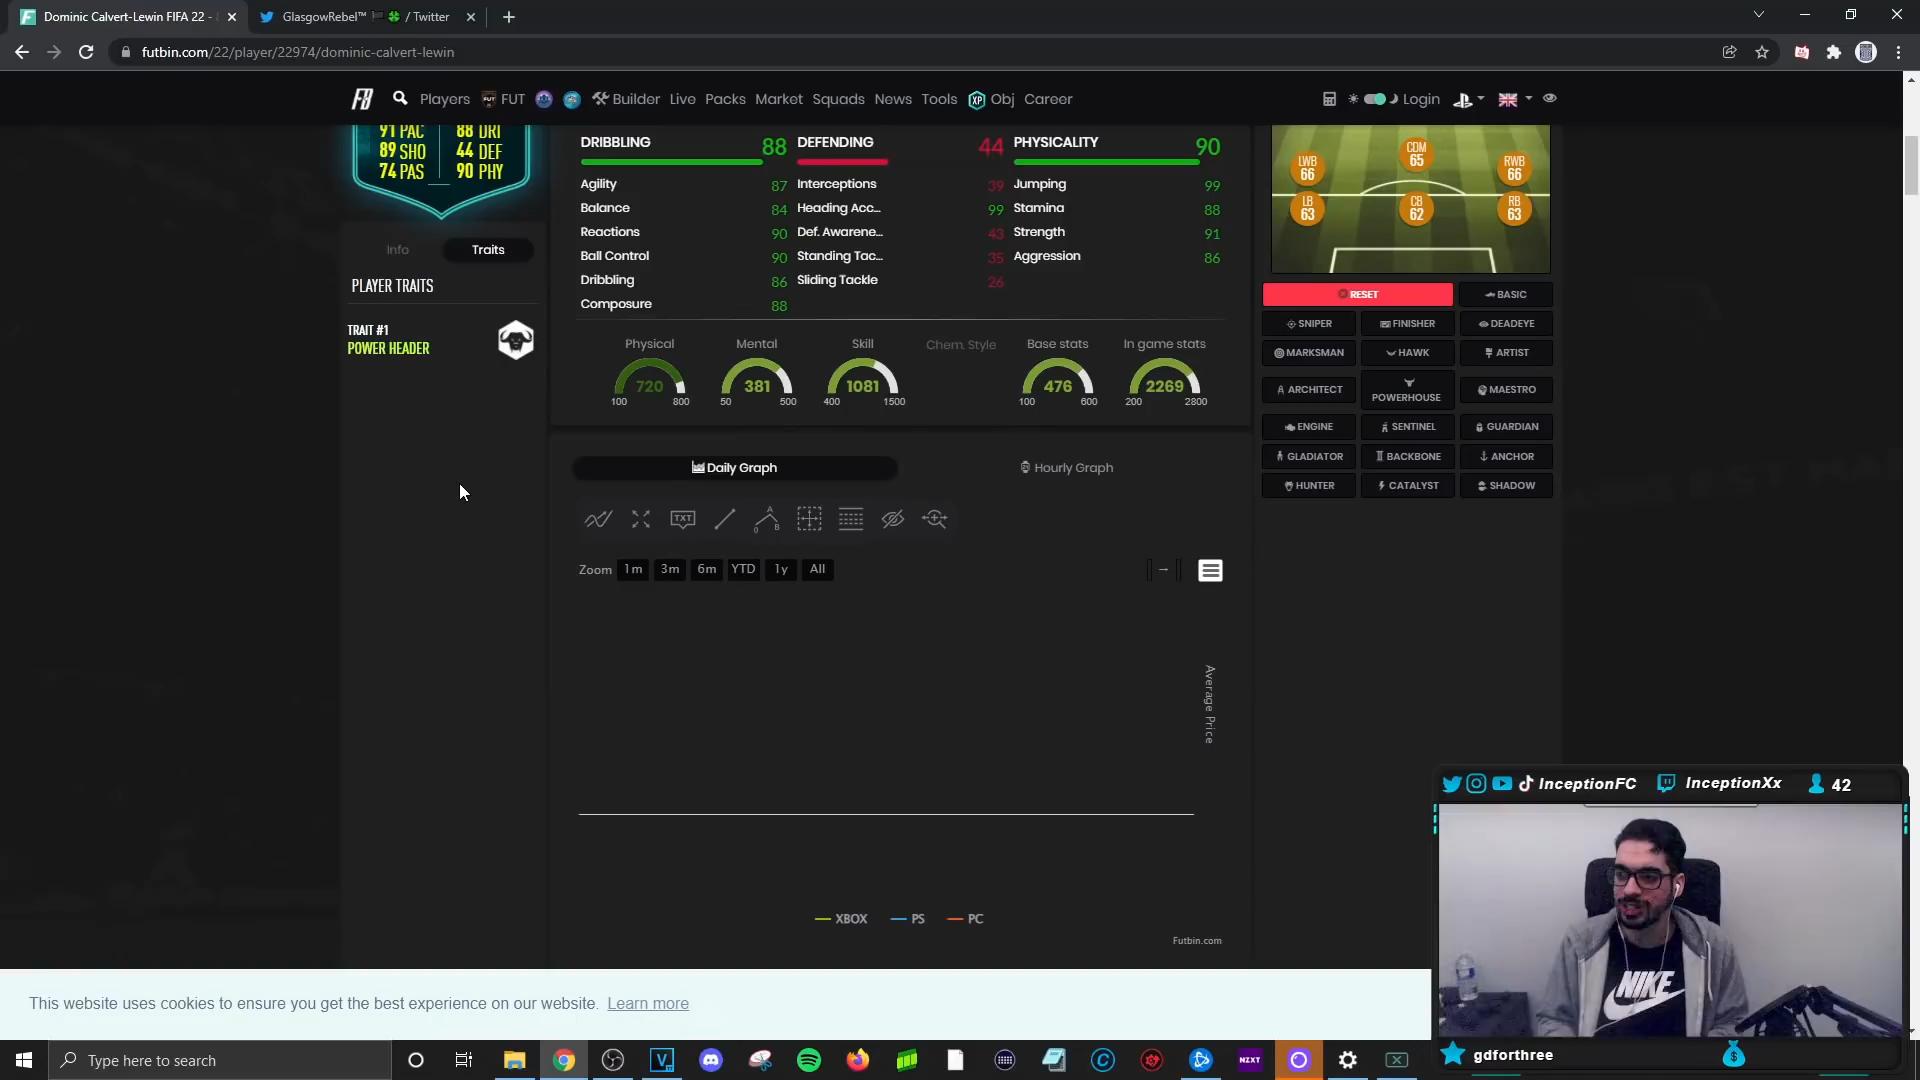 Dominic Calvert-Lewin FIFA 22 -
GlasgowRebel™ / Twitter
futbin.com/22/player/22974/dominic-calvert-lewin
Players FUT Builder Live Packs Market Squads News Tools XP Obj Career Login
91 PAC 88 DRI
89 SHO 44 DEF
74 PAS 90 PHY
Info Traits
PLAYER TRAITS
TRAIT #1
POWER HEADER
DRIBBLING 88
Agility 87
Balance 84
Reactions 90
Ball Control 90
Dribbling 86
Composure 88
DEFENDING 44
Interceptions 39
Heading Acc... 99
Def. Awarene... 43
Standing Tac... 35
Sliding Tackle 26
PHYSICALITY 90
Jumping 99
Stamina 88
Strength 91
Aggression 86
Physical Mental Skill Chem. Style Base stats In game stats
720 381 1081 476 2269
100 800 50 500 400 1500 100 600 200 2800
Daily Graph Hourly Graph
TXT
Zoom 1m 3m 6m YTD 1y All →
Average Price
XBOX PS PC
Futbin.com
LWB 66 CDM 65 RWB 66
LB 63 CB 62 RB 63
RESET BASIC
SNIPER FINISHER DEADEYE
MARKSMAN HAWK ARTIST
ARCHITECT POWERHOUSE MAESTRO
ENGINE SENTINEL GUARDIAN
GLADIATOR BACKBONE ANCHOR
HUNTER CATALYST SHADOW
InceptionFC InceptionXx 42
NIKE
gdforthree
This website uses cookies to ensure you get the best experience on our website. Learn more
Type here to search
NZXT